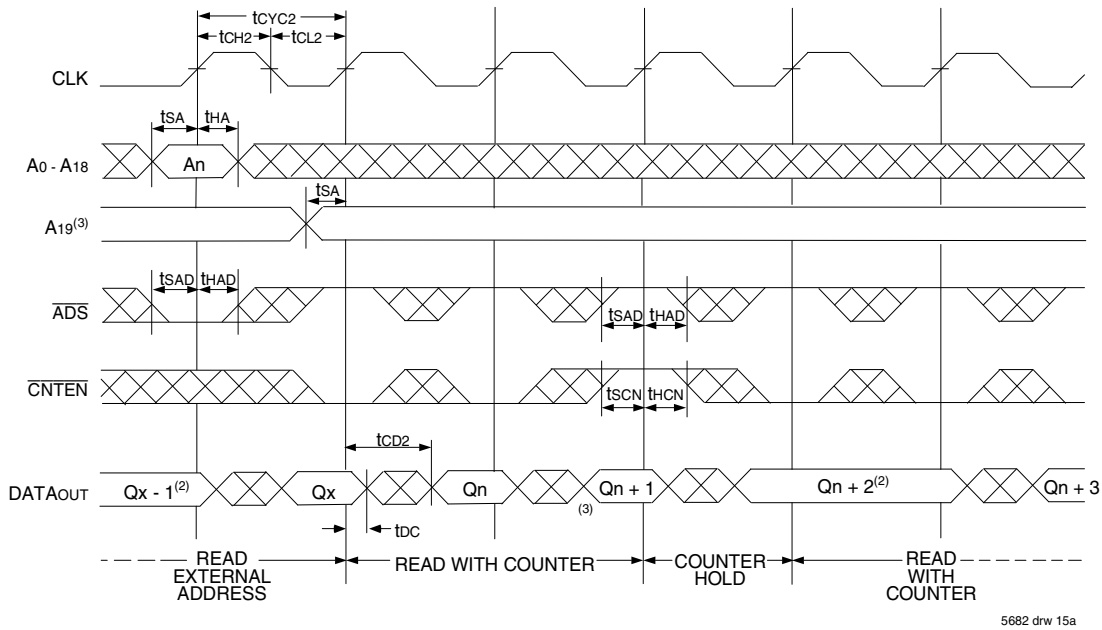 tCYC2
tCH2 tCL2
CLK
tSA tHA
A0 - A18 An
tSA
A19(3)
tSAD tHAD
ADS
tSAD tHAD
CNTEN
tSCN tHCN
tCD2
DATAOUT Qx - 1(2) Qx Qn Qn + 1 Qn + 2(2) Qn + 3
(3)
tDC
READ EXTERNAL ADDRESS
READ WITH COUNTER
COUNTER HOLD
READ WITH COUNTER
5682 drw 15a